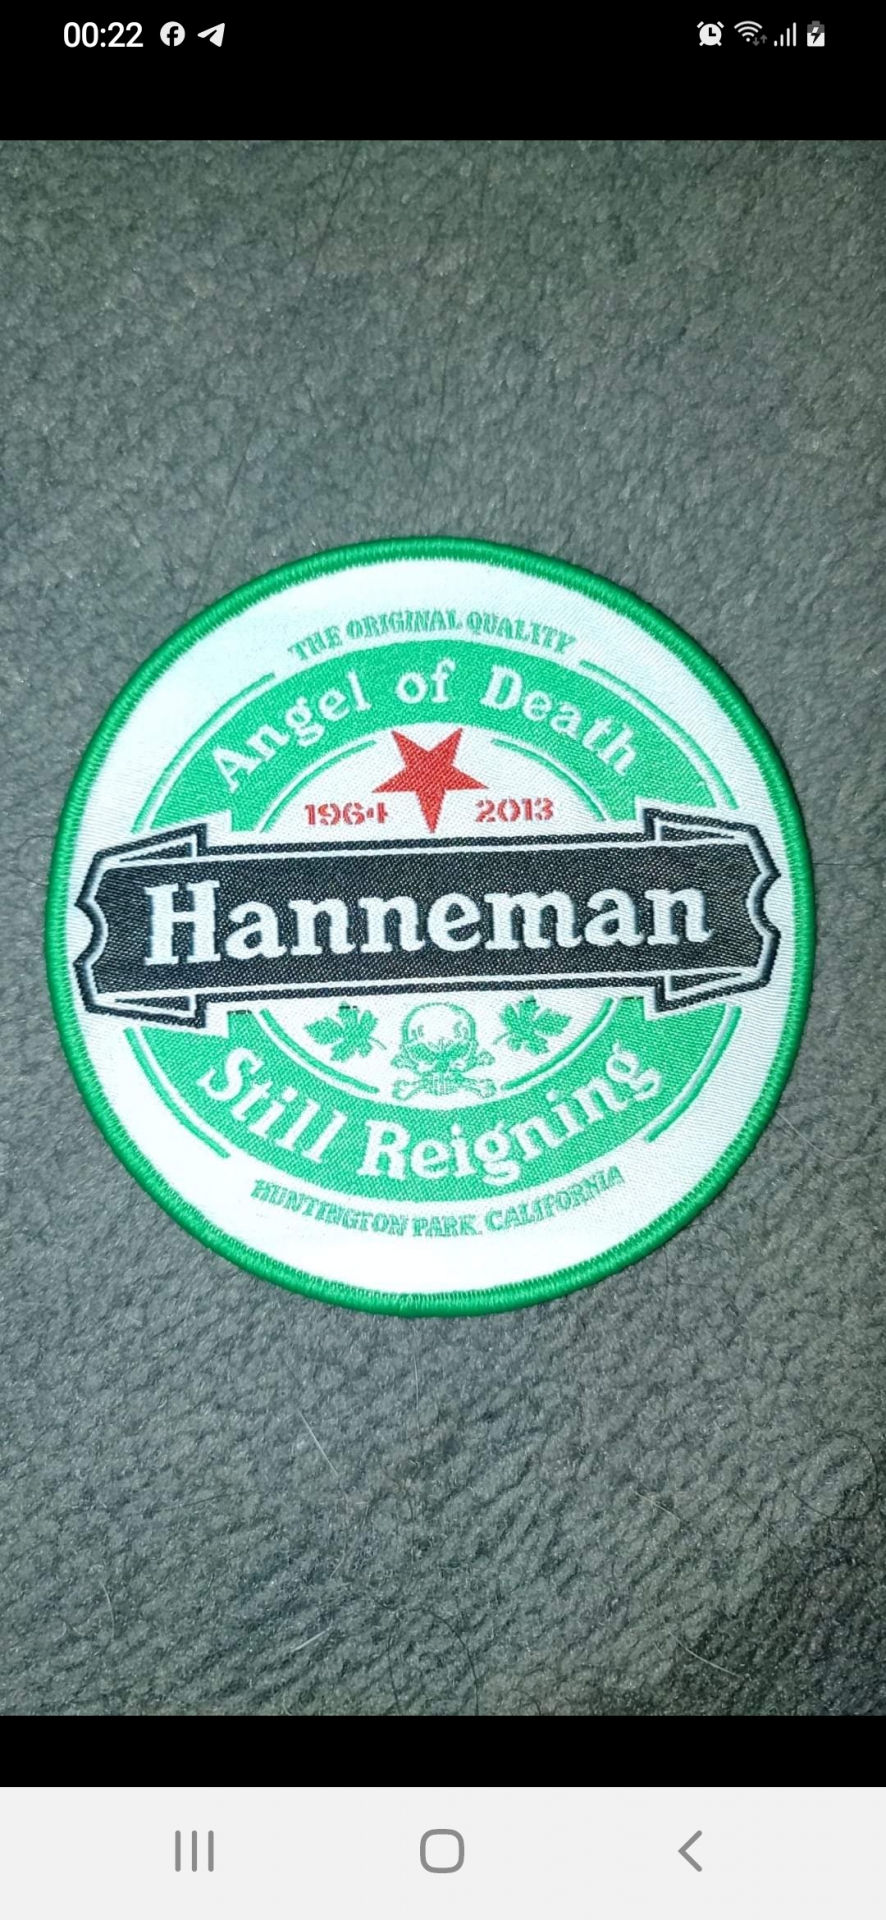 00:22
THE ORIGINAL QUALITY
Angel of Death
1964 2013
Hanneman
Still Reigning
HUNTINGTON PARK CALIFORNIA